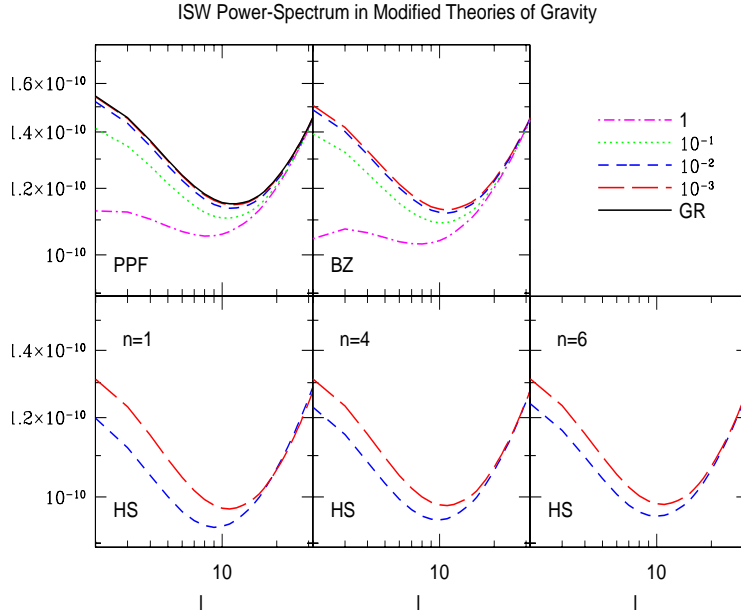 ISW Power-Spectrum in Modified Theories of Gravity
1.6×10⁻¹⁰
1.4×10⁻¹⁰
1.2×10⁻¹⁰
10⁻¹⁰
PPF
BZ
1
10⁻¹
10⁻²
10⁻³
GR
1.4×10⁻¹⁰
1.2×10⁻¹⁰
10⁻¹⁰
n=1
HS
n=4
HS
n=6
HS
10
10
10
l
l
l